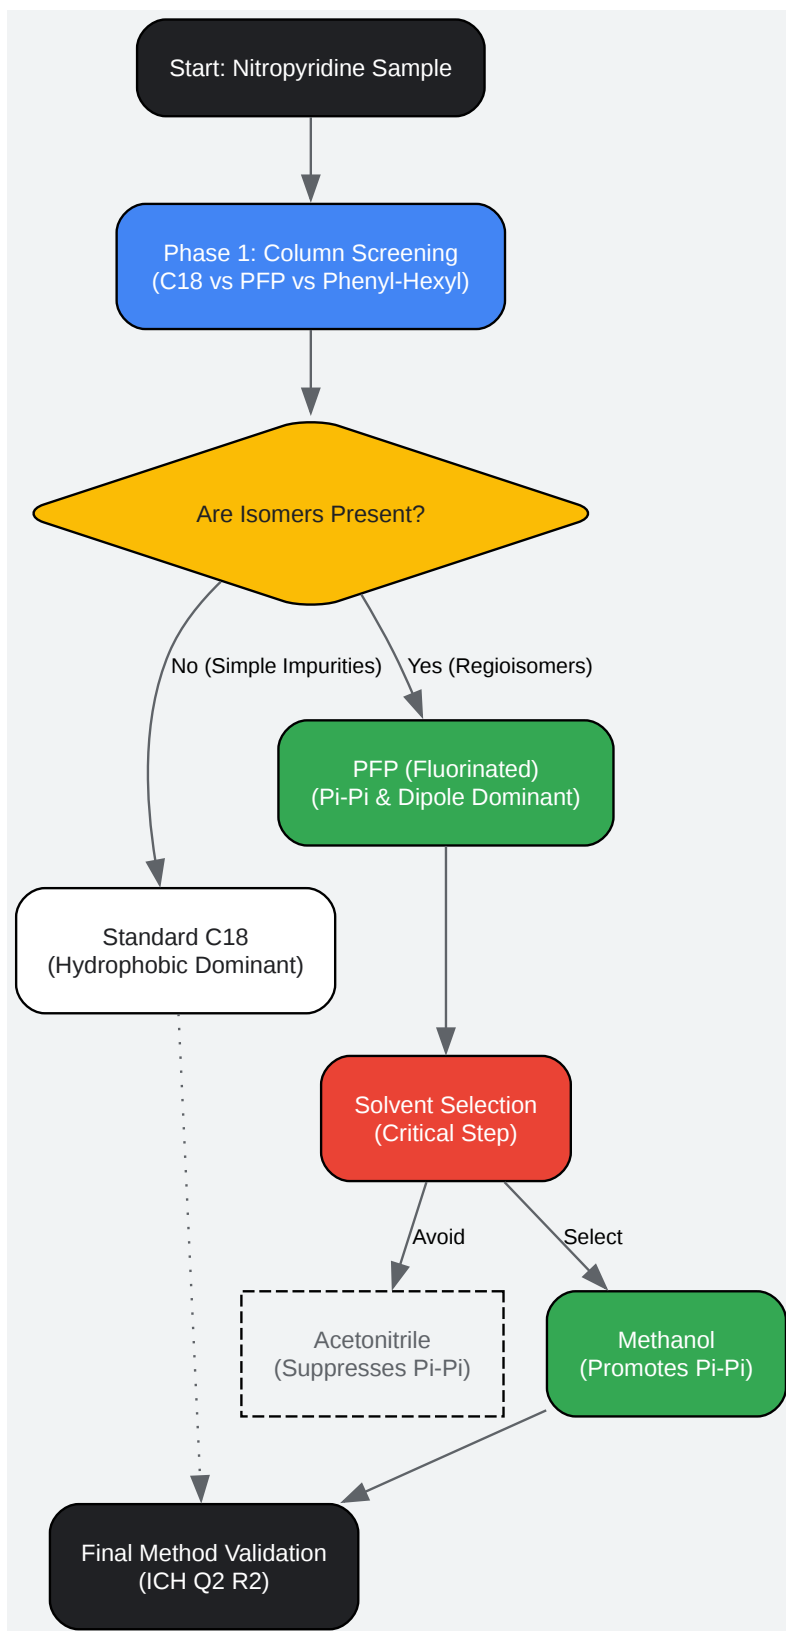 Start: Nitropyridine Sample
Phase 1: Column Screening
(C18 vs PFP vs Phenyl-Hexyl)
Are Isomers Present?
No (Simple Impurities)
Yes (Regioisomers)
PFP (Fluorinated)
(Pi-Pi & Dipole Dominant)
Standard C18
(Hydrophobic Dominant)
Solvent Selection
(Critical Step)
Avoid
Select
Acetonitrile
(Suppresses Pi-Pi)
Methanol
(Promotes Pi-Pi)
Final Method Validation
(ICH Q2 R2)